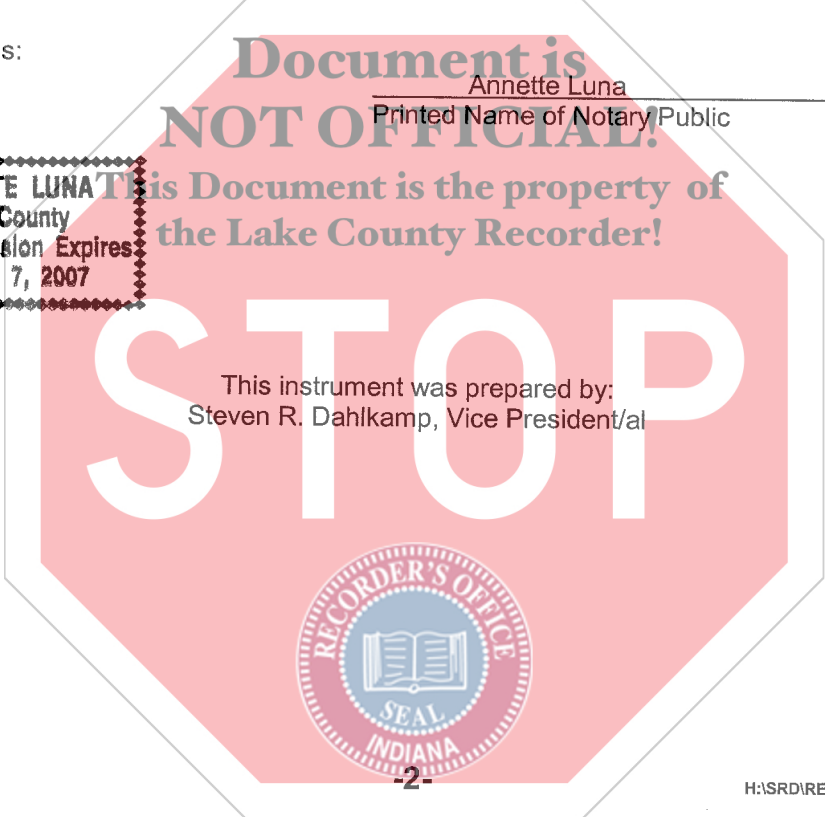 s:
Document is
Annette Luna
NOT OFFICIAL!
Printed Name of Notary Public
This Document is the property of
the Lake County Recorder!
E LUNA
County
sion Expires
7, 2007
STOP
This instrument was prepared by:
Steven R. Dahlkamp, Vice President/al
RECORDER'S OFFICE
SEAL
INDIANA
-2-
H:\SRD\RE